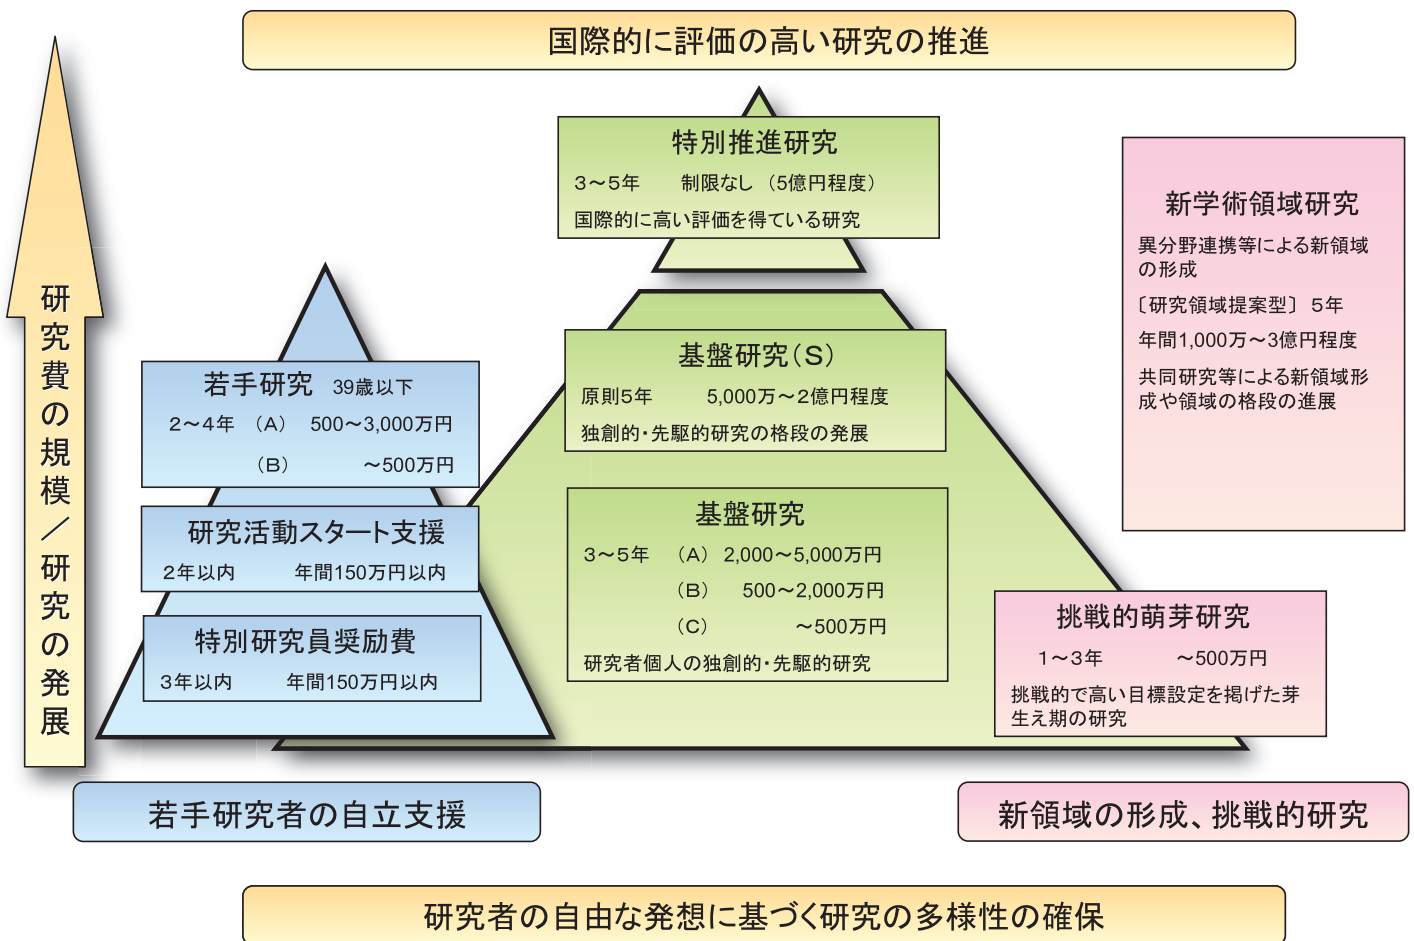 国際的に評価の高い研究の推進
研究費の規模／研究の発展
特別推進研究
3～5年 制限なし（5億円程度）
国際的に高い評価を得ている研究
基盤研究(S)
原則5年 5,000万～2億円程度
独創的・先駆的研究の格段の発展
基盤研究
3～5年 (A) 2,000～5,000万円
(B) 500～2,000万円
(C) ～500万円
研究者個人の独創的・先駆的研究
若手研究 39歳以下
2～4年 (A) 500～3,000万円
(B) ～500万円
研究活動スタート支援
2年以内 年間150万円以内
特別研究員奨励費
3年以内 年間150万円以内
新学術領域研究
異分野連携等による新領域
の形成
〔研究領域提案型〕 5年
年間1,000万～3億円程度
共同研究等による新領域形
成や領域の格段の進展
挑戦的萌芽研究
1～3年 ～500万円
挑戦的で高い目標設定を掲げた芽
生え期の研究
若手研究者の自立支援
新領域の形成、挑戦的研究
研究者の自由な発想に基づく研究の多様性の確保